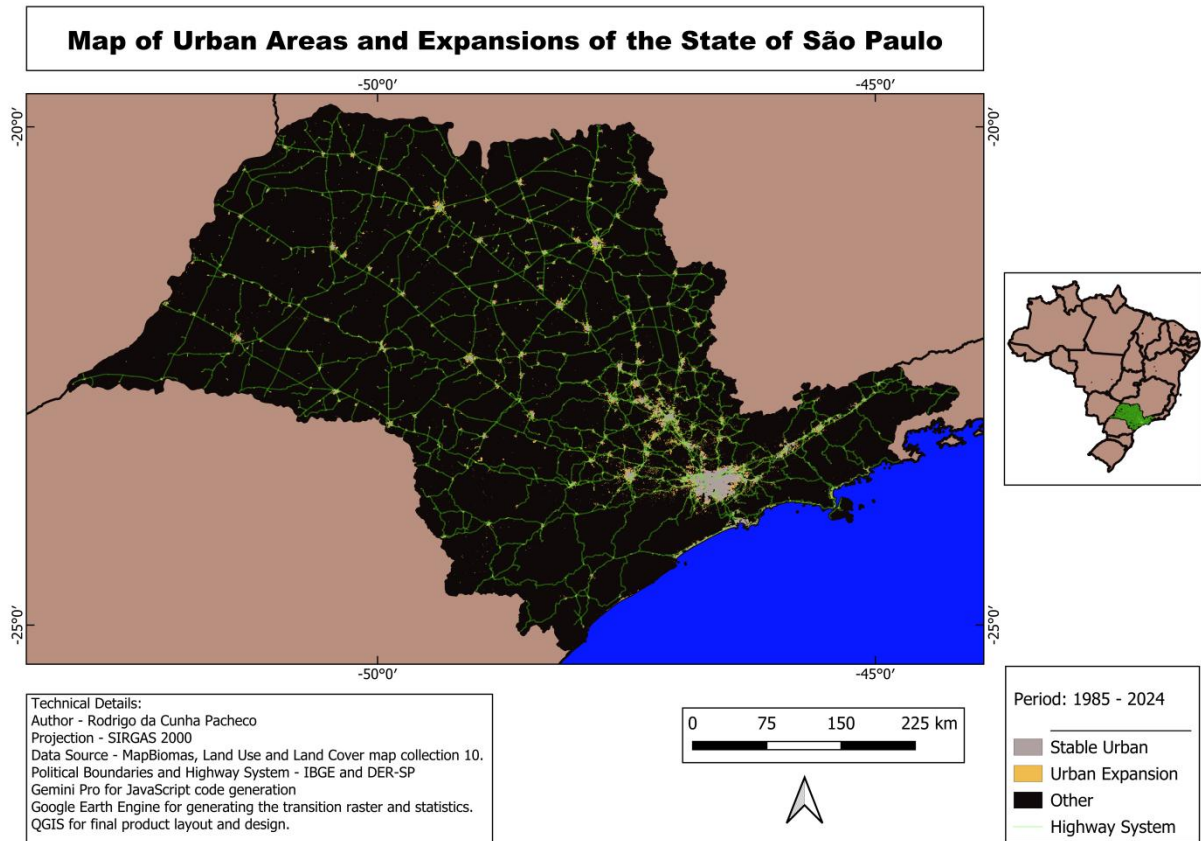 Map of Urban Areas and Expansions of the State of São Paulo
-50°0′ -45°0′
-20°0′ -20°0′
-25°0′ -25°0′
-50°0′ -45°0′
Technical Details:
Author - Rodrigo da Cunha Pacheco
Projection - SIRGAS 2000
Data Source - MapBiomas, Land Use and Land Cover map collection 10.
Political Boundaries and Highway System - IBGE and DER-SP
Gemini Pro for JavaScript code generation
Google Earth Engine for generating the transition raster and statistics.
QGIS for final product layout and design.
0 75 150 225 km
Period: 1985 - 2024
Stable Urban
Urban Expansion
Other
Highway System